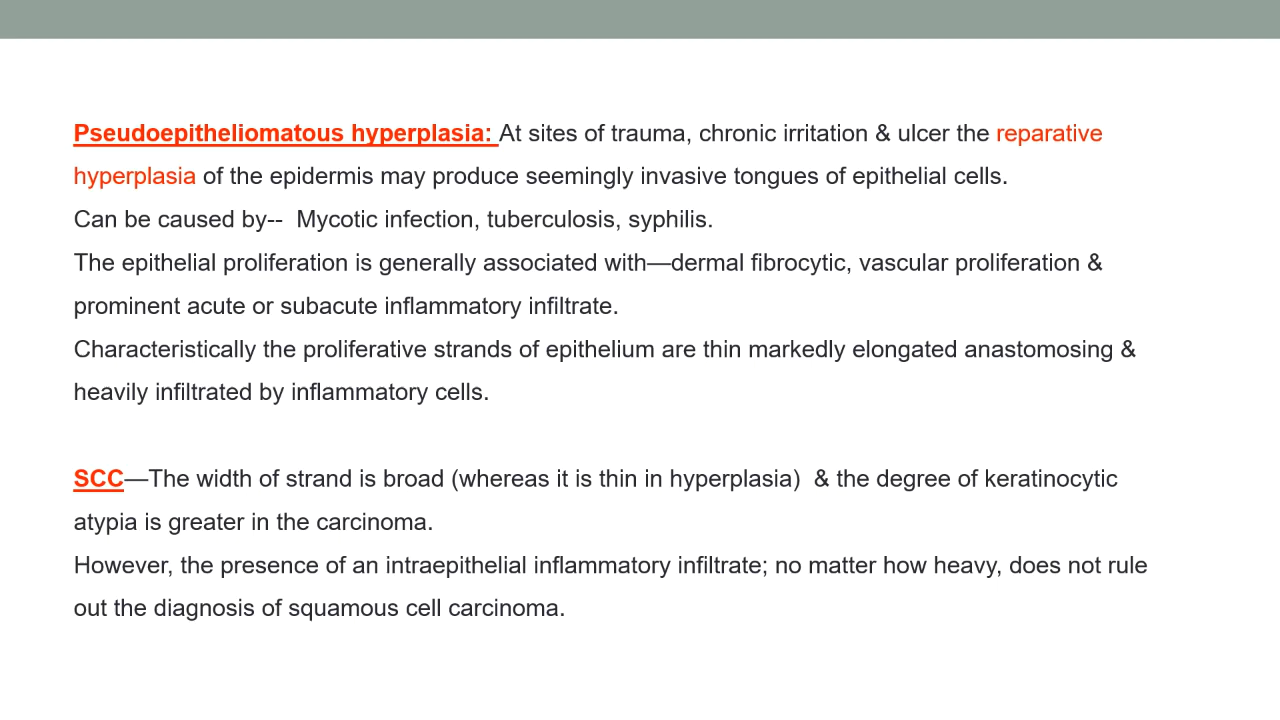 Pseudoepitheliomatous hyperplasia: At sites of trauma, chronic irritation & ulcer the reparative
hyperplasia of the epidermis may produce seemingly invasive tongues of epithelial cells.
Can be caused by--  Mycotic infection, tuberculosis, syphilis.
The epithelial proliferation is generally associated with—dermal fibrocytic, vascular proliferation &
prominent acute or subacute inflammatory infiltrate.
Characteristically the proliferative strands of epithelium are thin markedly elongated anastomosing &
heavily infiltrated by inflammatory cells.
SCC—The width of strand is broad (whereas it is thin in hyperplasia)  & the degree of keratinocytic
atypia is greater in the carcinoma.
However, the presence of an intraepithelial inflammatory infiltrate; no matter how heavy, does not rule
out the diagnosis of squamous cell carcinoma.